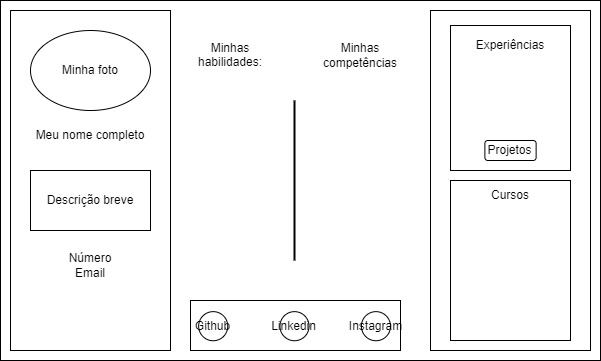 Minha foto
Meu nome completo
Descrição breve
Número
Email
Minhas
habilidades:
Minhas
competências
Github
Linkedin
Instagram
Experiências
Projetos
Cursos